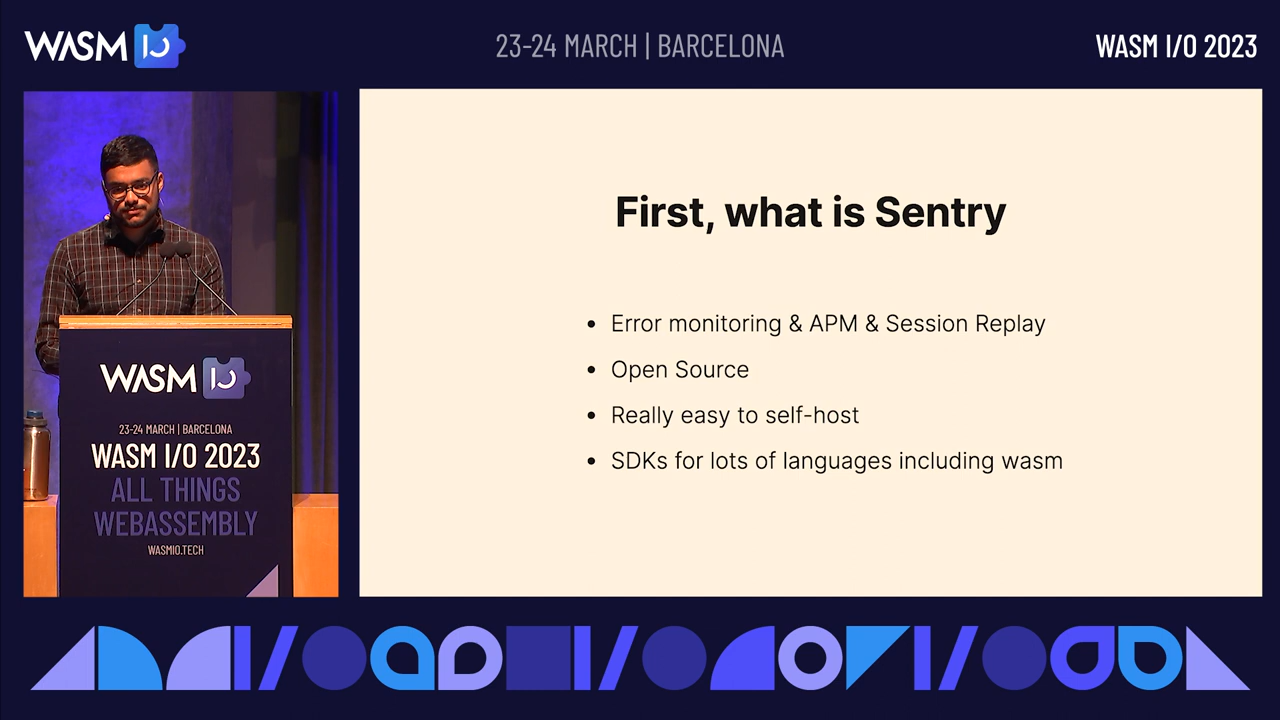 WASM IO
23-24 MARCH | BARCELONA
WASM I/O 2023
First, what is Sentry
• Error monitoring & APM & Session Replay
• Open Source
• Really easy to self-host
• SDKs for lots of languages including wasm
WASM IO
23-24 MARCH | BARCELONA
WASM I/O 2023
ALL THINGS
WEBASSEMBLY
WASMIO.TECH